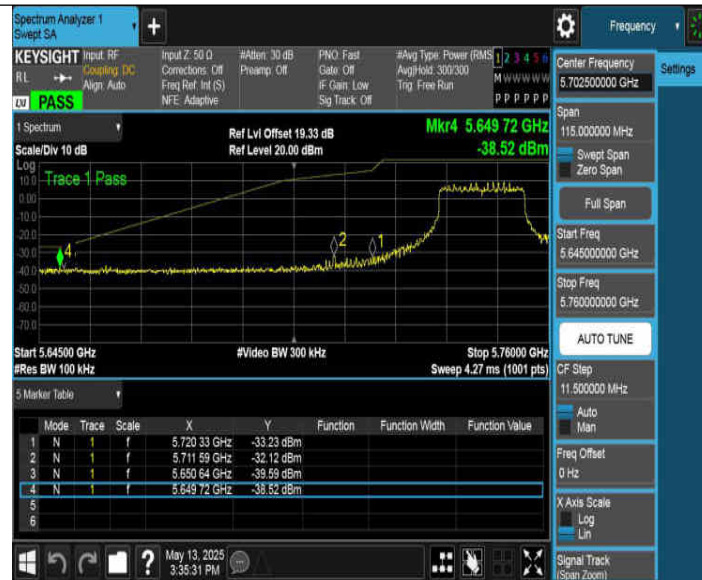 Spectrum Analyzer 1
Swept SA
+
Frequency
KEYSIGHT Input: RF
RL
Coupling: DC
Align: Auto
LXI PASS
Input Z: 50 Ω
Corrections: Off
Freq Ref: Int (S)
NFE: Adaptive
#Atten: 30 dB
Preamp: Off
PNO: Fast
Gate: Off
IF Gain: Low
Sig Track: Off
#Avg Type: Power (RMS
Avg|Hold: 300/300
Trig: Free Run
1 2 3 4 5 6
M W W W W W
P P P P P P
1 Spectrum
Scale/Div 10 dB
Ref Lvl Offset 19.33 dB
Ref Level 20.00 dBm
Mkr4 5.649 72 GHz
-38.52 dBm
Log
Trace 1 Pass
10.0
0.00
-10.0
-20.0
-30.0
-40.0
-50.0
-60.0
-70.0
4
2
1
Start 5.64500 GHz
#Video BW 300 kHz
Stop 5.76000 GHz
#Res BW 100 kHz
Sweep 4.27 ms (1001 pts)
5 Marker Table
Mode Trace Scale X Y Function Function Width Function Value
1 N 1 f 5.720 33 GHz -33.23 dBm
2 N 1 f 5.711 59 GHz -32.12 dBm
3 N 1 f 5.650 64 GHz -39.59 dBm
4 N 1 f 5.649 72 GHz -38.52 dBm
5
6
May 13, 2025
3:35:31 PM
?
Center Frequency
5.702500000 GHz
Settings
Span
115.000000 MHz
Swept Span
Zero Span
Full Span
Start Freq
5.645000000 GHz
Stop Freq
5.760000000 GHz
AUTO TUNE
CF Step
11.500000 MHz
Auto
Man
Freq Offset
0 Hz
X Axis Scale
Log
Lin
Signal Track
(Span Zoom)